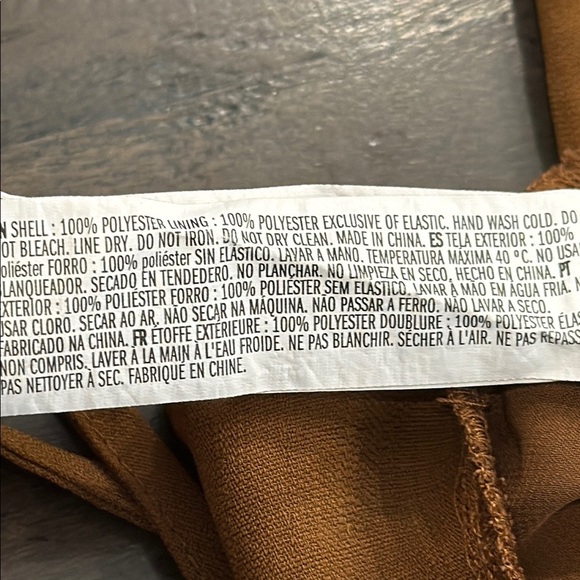 N SHELL : 100% POLYESTER LINING : 100% POLYESTER EXCLUSIVE OF ELASTIC. HAND WASH COLD. DO
OT BLEACH. LINE DRY. DO NOT IRON. DO NOT DRY CLEAN. MADE IN CHINA. ES TELA EXTERIOR : 100%
oliéster FORRO : 100% poliéster SIN ELÁSTICO. LAVAR A MANO. TEMPERATURA MAXIMA 40 ºC. NO USA
LANQUEADOR. SECADO EN TENDEDERO. NO PLANCHAR. NO LIMPIEZA EN SECO. HECHO EN CHINA. PT
EXTERIOR : 100% POLIÉSTER FORRO : 100% POLIÉSTER SEM ELÁSTICO. LAVAR À MÃO EM ÁGUA FRIA. N
USAR CLORO. SECAR AO AR. NÃO SECAR NA MÁQUINA. NÃO PASSAR A FERRO. NÃO LAVAR A SECO.
FABRICADO NA CHINA. FR ÉTOFFE EXTÉRIEURE : 100% POLYESTER DOUBLURE : 100% POLYESTER ÉLAS
NON COMPRIS. LAVER À LA MAIN À L'EAU FROIDE. NE PAS BLANCHIR. SÉCHER À L'AIR. NE PAS REPASS
PAS NETTOYER À SEC. FABRIQUE EN CHINE.